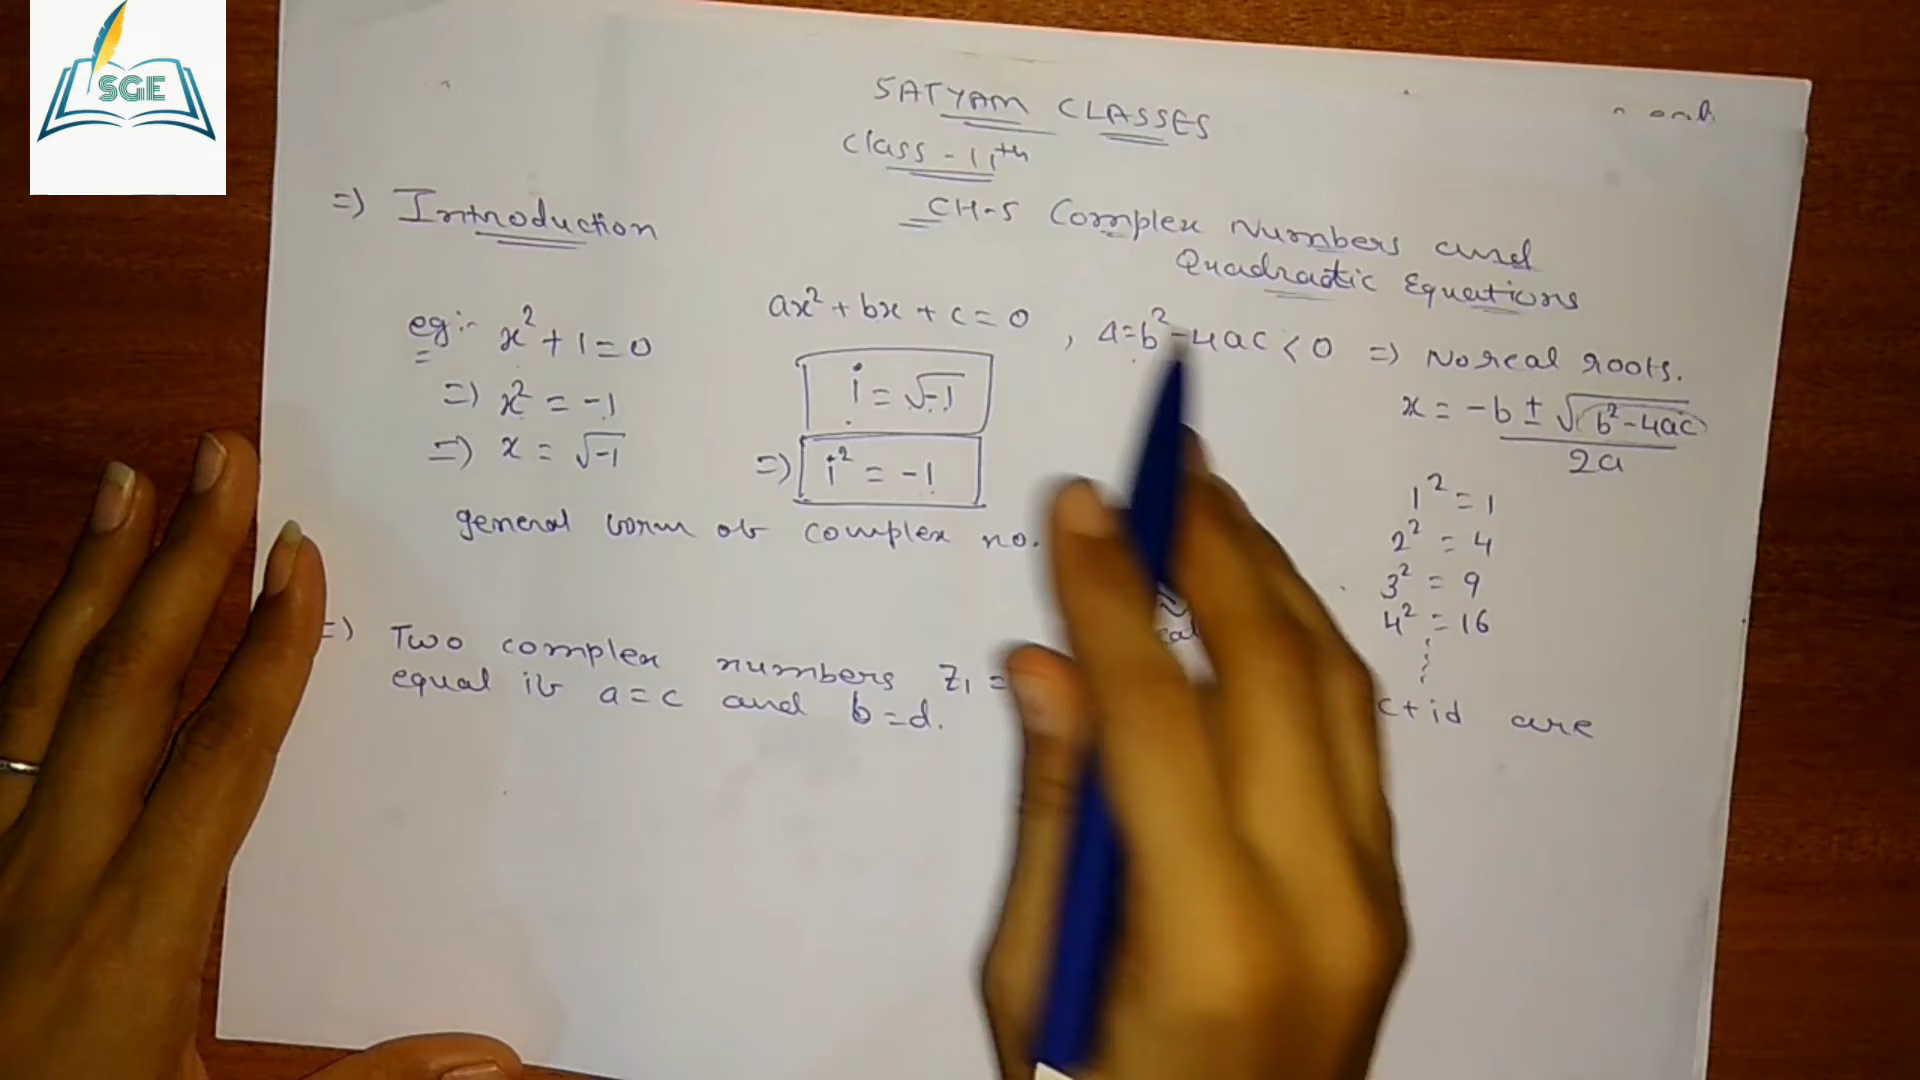 SGE
SATYAM CLASSES
Class - 11th
=) Introduction
CH-5 Complex Numbers and
Quadratic Equations
eg:- x² + 1 = 0
=) x² = -1
=) x = √-1
ax² + bx + c = 0 , Δ = b² - 4ac < 0 => No real roots.
i = √-1
=) i² = -1
x = -b ± √b² - 4ac
2a
1² = 1
2² = 4
3² = 9
4² = 16
general form of complex no.
=) Two complex numbers Z₁ = c + id are
equal if a = c and b = d.